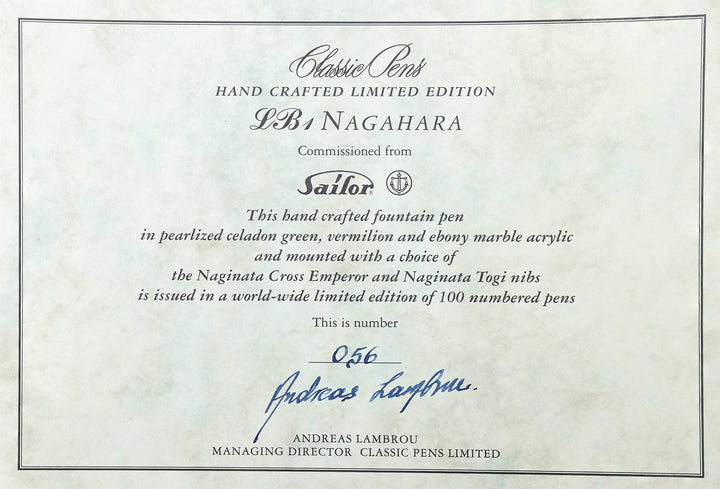 Classic Pens
HAND CRAFTED LIMITED EDITION
LB1 NAGAHARA
Commissioned from
Sailor
This hand crafted fountain pen
in pearlized celadon green, vermilion and ebony marble acrylic
and mounted with a choice of
the Naginata Cross Emperor and Naginata Togi nibs
is issued in a world-wide limited edition of 100 numbered pens
This is number
056
Andreas Lambrou.
ANDREAS LAMBROU
MANAGING DIRECTOR CLASSIC PENS LIMITED